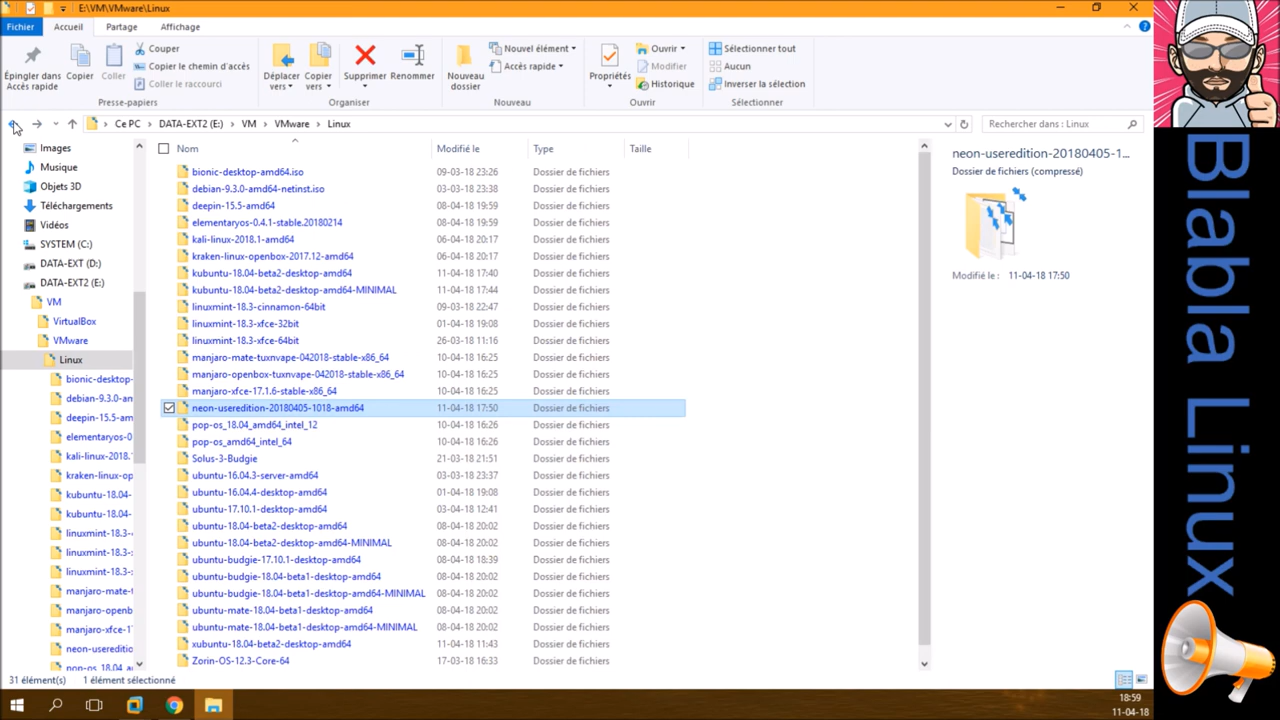 E:\VM\VMware\Linux
Fichier Accueil Partage Affichage
Épingler dans Accès rapide
Copier
Coller
Couper
Copier le chemin d'accès
Coller le raccourci
Presse-papiers
Déplacer vers
Copier vers
Supprimer
Renommer
Organiser
Nouveau dossier
Nouvel élément
Accès rapide
Nouveau
Propriétés
Ouvrir
Modifier
Historique
Ouvrir
Sélectionner tout
Aucun
Inverser la sélection
Sélectionner
Ce PC > DATA-EXT2 (E:) > VM > VMware > Linux
Rechercher dans : Linux
Images
Musique
Objets 3D
Téléchargements
Vidéos
SYSTEM (C:)
DATA-EXT (D:)
DATA-EXT2 (E:)
VM
VirtualBox
VMware
Linux
bionic-desktop-
debian-9.3.0-am
deepin-15.5-am
elementaryos-0
kali-linux-2018.
kraken-linux-op
kubuntu-18.04-
kubuntu-18.04-
linuxmint-18.3-
linuxmint-18.3-
linuxmint-18.3-
manjaro-mate-t
manjaro-openb
manjaro-xfce-1
neon-useredition
pop-os_18.04_am
Nom Modifié le Type Taille
bionic-desktop-amd64.iso 09-03-18 23:26 Dossier de fichiers
debian-9.3.0-amd64-netinst.iso 03-03-18 23:38 Dossier de fichiers
deepin-15.5-amd64 08-04-18 19:59 Dossier de fichiers
elementaryos-0.4.1-stable.20180214 08-04-18 19:59 Dossier de fichiers
kali-linux-2018.1-amd64 06-04-18 20:17 Dossier de fichiers
kraken-linux-openbox-2017.12-amd64 06-04-18 20:17 Dossier de fichiers
kubuntu-18.04-beta2-desktop-amd64 11-04-18 17:40 Dossier de fichiers
kubuntu-18.04-beta2-desktop-amd64-MINIMAL 11-04-18 17:44 Dossier de fichiers
linuxmint-18.3-cinnamon-64bit 09-03-18 22:47 Dossier de fichiers
linuxmint-18.3-xfce-32bit 01-04-18 19:08 Dossier de fichiers
linuxmint-18.3-xfce-64bit 26-03-18 11:16 Dossier de fichiers
manjaro-mate-tuxnvape-042018-stable-x86_64 10-04-18 16:25 Dossier de fichiers
manjaro-openbox-tuxnvape-042018-stable-x86_64 10-04-18 16:25 Dossier de fichiers
manjaro-xfce-17.1.6-stable-x86_64 10-04-18 16:25 Dossier de fichiers
neon-useredition-20180405-1018-amd64 11-04-18 17:50 Dossier de fichiers
pop-os_18.04_amd64_intel_12 10-04-18 16:26 Dossier de fichiers
pop-os_amd64_intel_64 10-04-18 16:26 Dossier de fichiers
Solus-3-Budgie 21-03-18 21:51 Dossier de fichiers
ubuntu-16.04.3-server-amd64 03-03-18 23:37 Dossier de fichiers
ubuntu-16.04.4-desktop-amd64 01-04-18 19:08 Dossier de fichiers
ubuntu-17.10.1-desktop-amd64 03-04-18 12:41 Dossier de fichiers
ubuntu-18.04-beta2-desktop-amd64 08-04-18 20:02 Dossier de fichiers
ubuntu-18.04-beta2-desktop-amd64-MINIMAL 08-04-18 20:02 Dossier de fichiers
ubuntu-budgie-17.10.1-desktop-amd64 08-04-18 18:39 Dossier de fichiers
ubuntu-budgie-18.04-beta1-desktop-amd64 08-04-18 20:02 Dossier de fichiers
ubuntu-budgie-18.04-beta1-desktop-amd64-MINIMAL 08-04-18 20:02 Dossier de fichiers
ubuntu-mate-18.04-beta1-desktop-amd64 08-04-18 20:02 Dossier de fichiers
ubuntu-mate-18.04-beta1-desktop-amd64-MINIMAL 08-04-18 20:02 Dossier de fichiers
xubuntu-18.04-beta2-desktop-amd64 11-04-18 11:43 Dossier de fichiers
Zorin-OS-12.3-Core-64 17-03-18 16:33 Dossier de fichiers
neon-useredition-20180405-1...
Dossier de fichiers (compressé)
Modifié le : 11-04-18 17:50
31 élément(s) 1 élément sélectionné
18:59
11-04-18
Blabla Linux